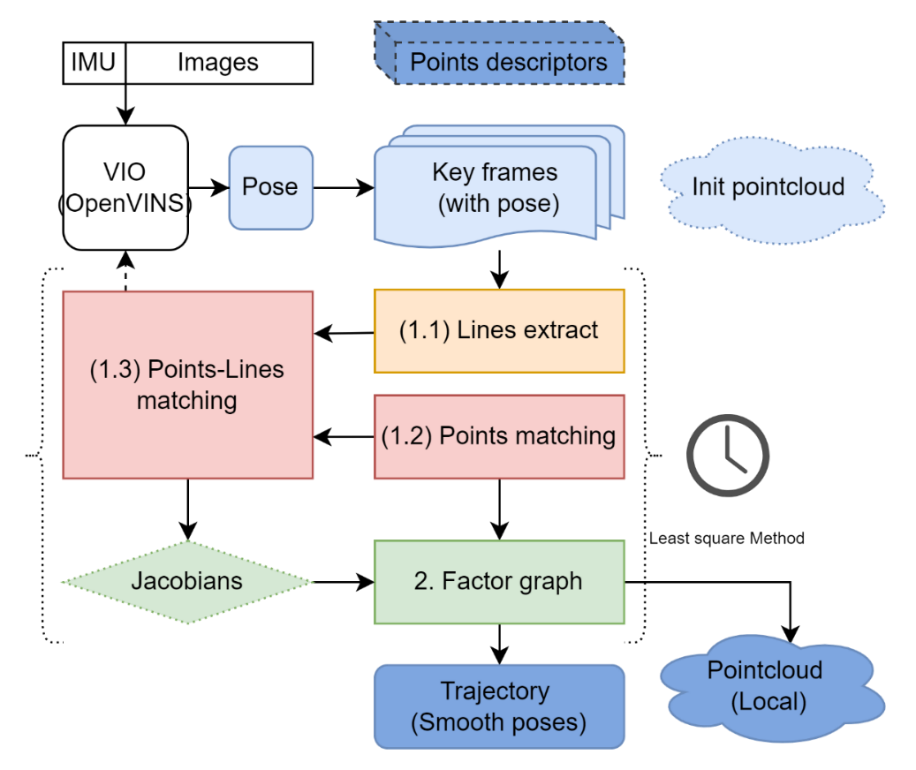 IMU
Images
Points descriptors
VIO
(OpenVINS)
Pose
Key frames
(with pose)
Init pointcloud
(1.1) Lines extract
(1.3) Points-Lines
matching
(1.2) Points matching
Least square Method
Jacobians
2. Factor graph
Trajectory
(Smooth poses)
Pointcloud
(Local)